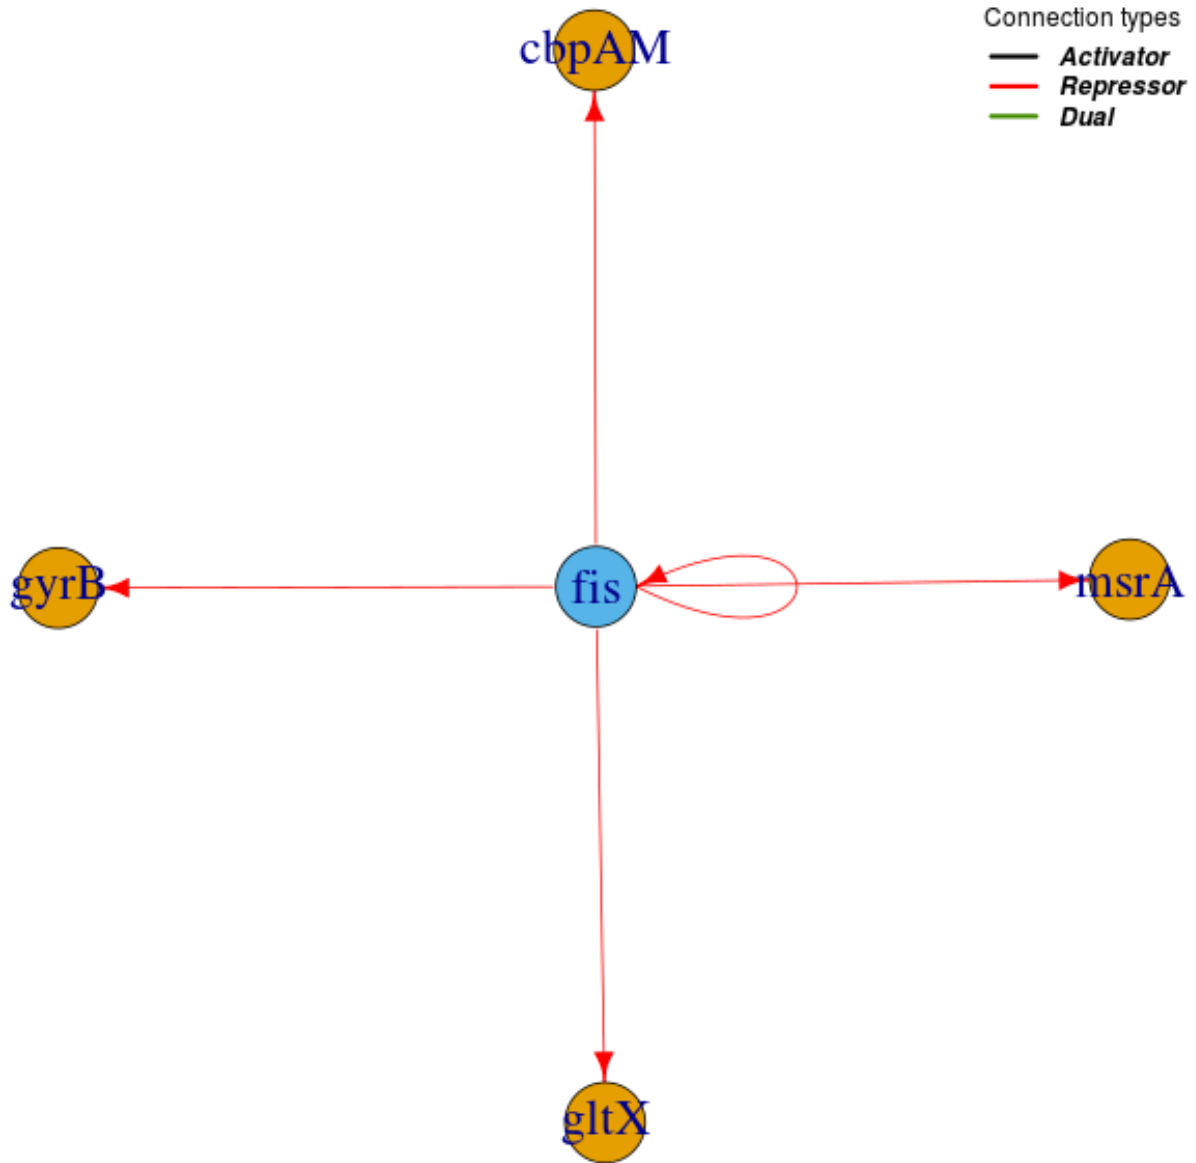 Connection types
Activator
Repressor
Dual
cbpAM
gyrB
fis
msrA
gltX